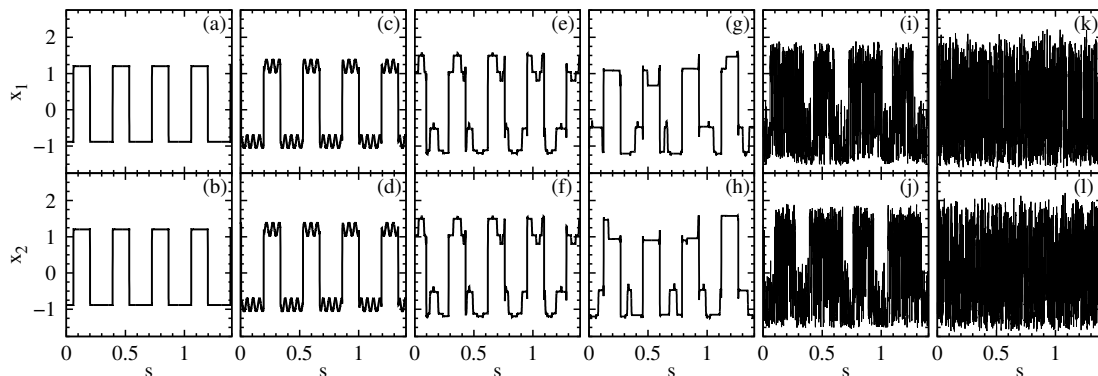 (a) (c) (e) (g) (i) (k)
2
1
0
−1
x1
(b) (d) (f) (h) (j) (l)
2
1
0
−1
x2
0 0.5 1 0 0.5 1 0 0.5 1 0 0.5 1 0 0.5 1 0 0.5 1
s s s s s s